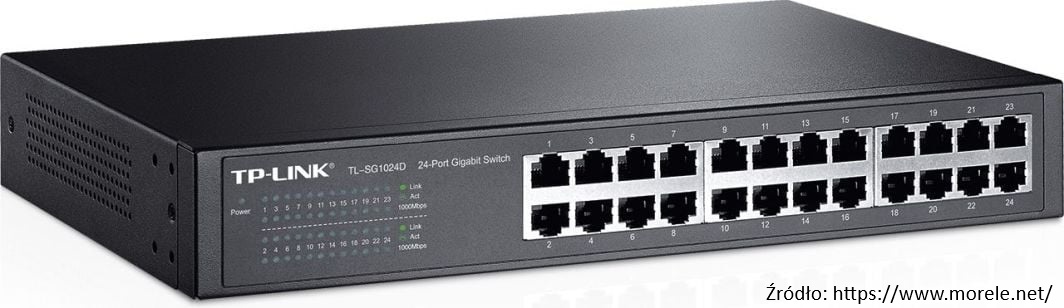 1 3 5 7 9 11 13 15 17 19 21 23
TP-LINK TL-SG1024D 24-Port Gigabit Switch
Power
Link
Act
1 3 5 7 9 11 13 15 17 19 21 23 1000Mbps
Link
Act
2 4 6 8 10 12 14 16 18 20 22 24 1000Mbps
2 4 6 8 10 12 14 16 18 20 22 24
Źródło: https://www.morele.net/